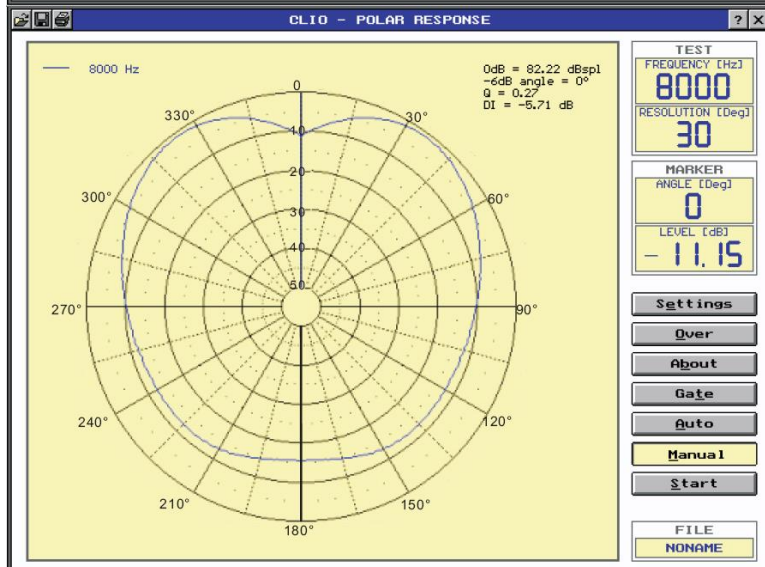 CLIO - POLAR RESPONSE
? X
8000 Hz
0dB = 82.22 dBspl
-6dB angle = 0°
Q = 0.27
DI = -5.71 dB
0
330°
30°
10
20
300°
60°
30
40
50
270°
90°
240°
120°
210°
150°
180°
TEST
FREQUENCY [Hz]
8000
RESOLUTION [Deg]
30
MARKER
ANGLE [Deg]
0
LEVEL [dB]
-11.15
Settings
Over
About
Gate
Auto
Manual
Start
FILE
NONAME